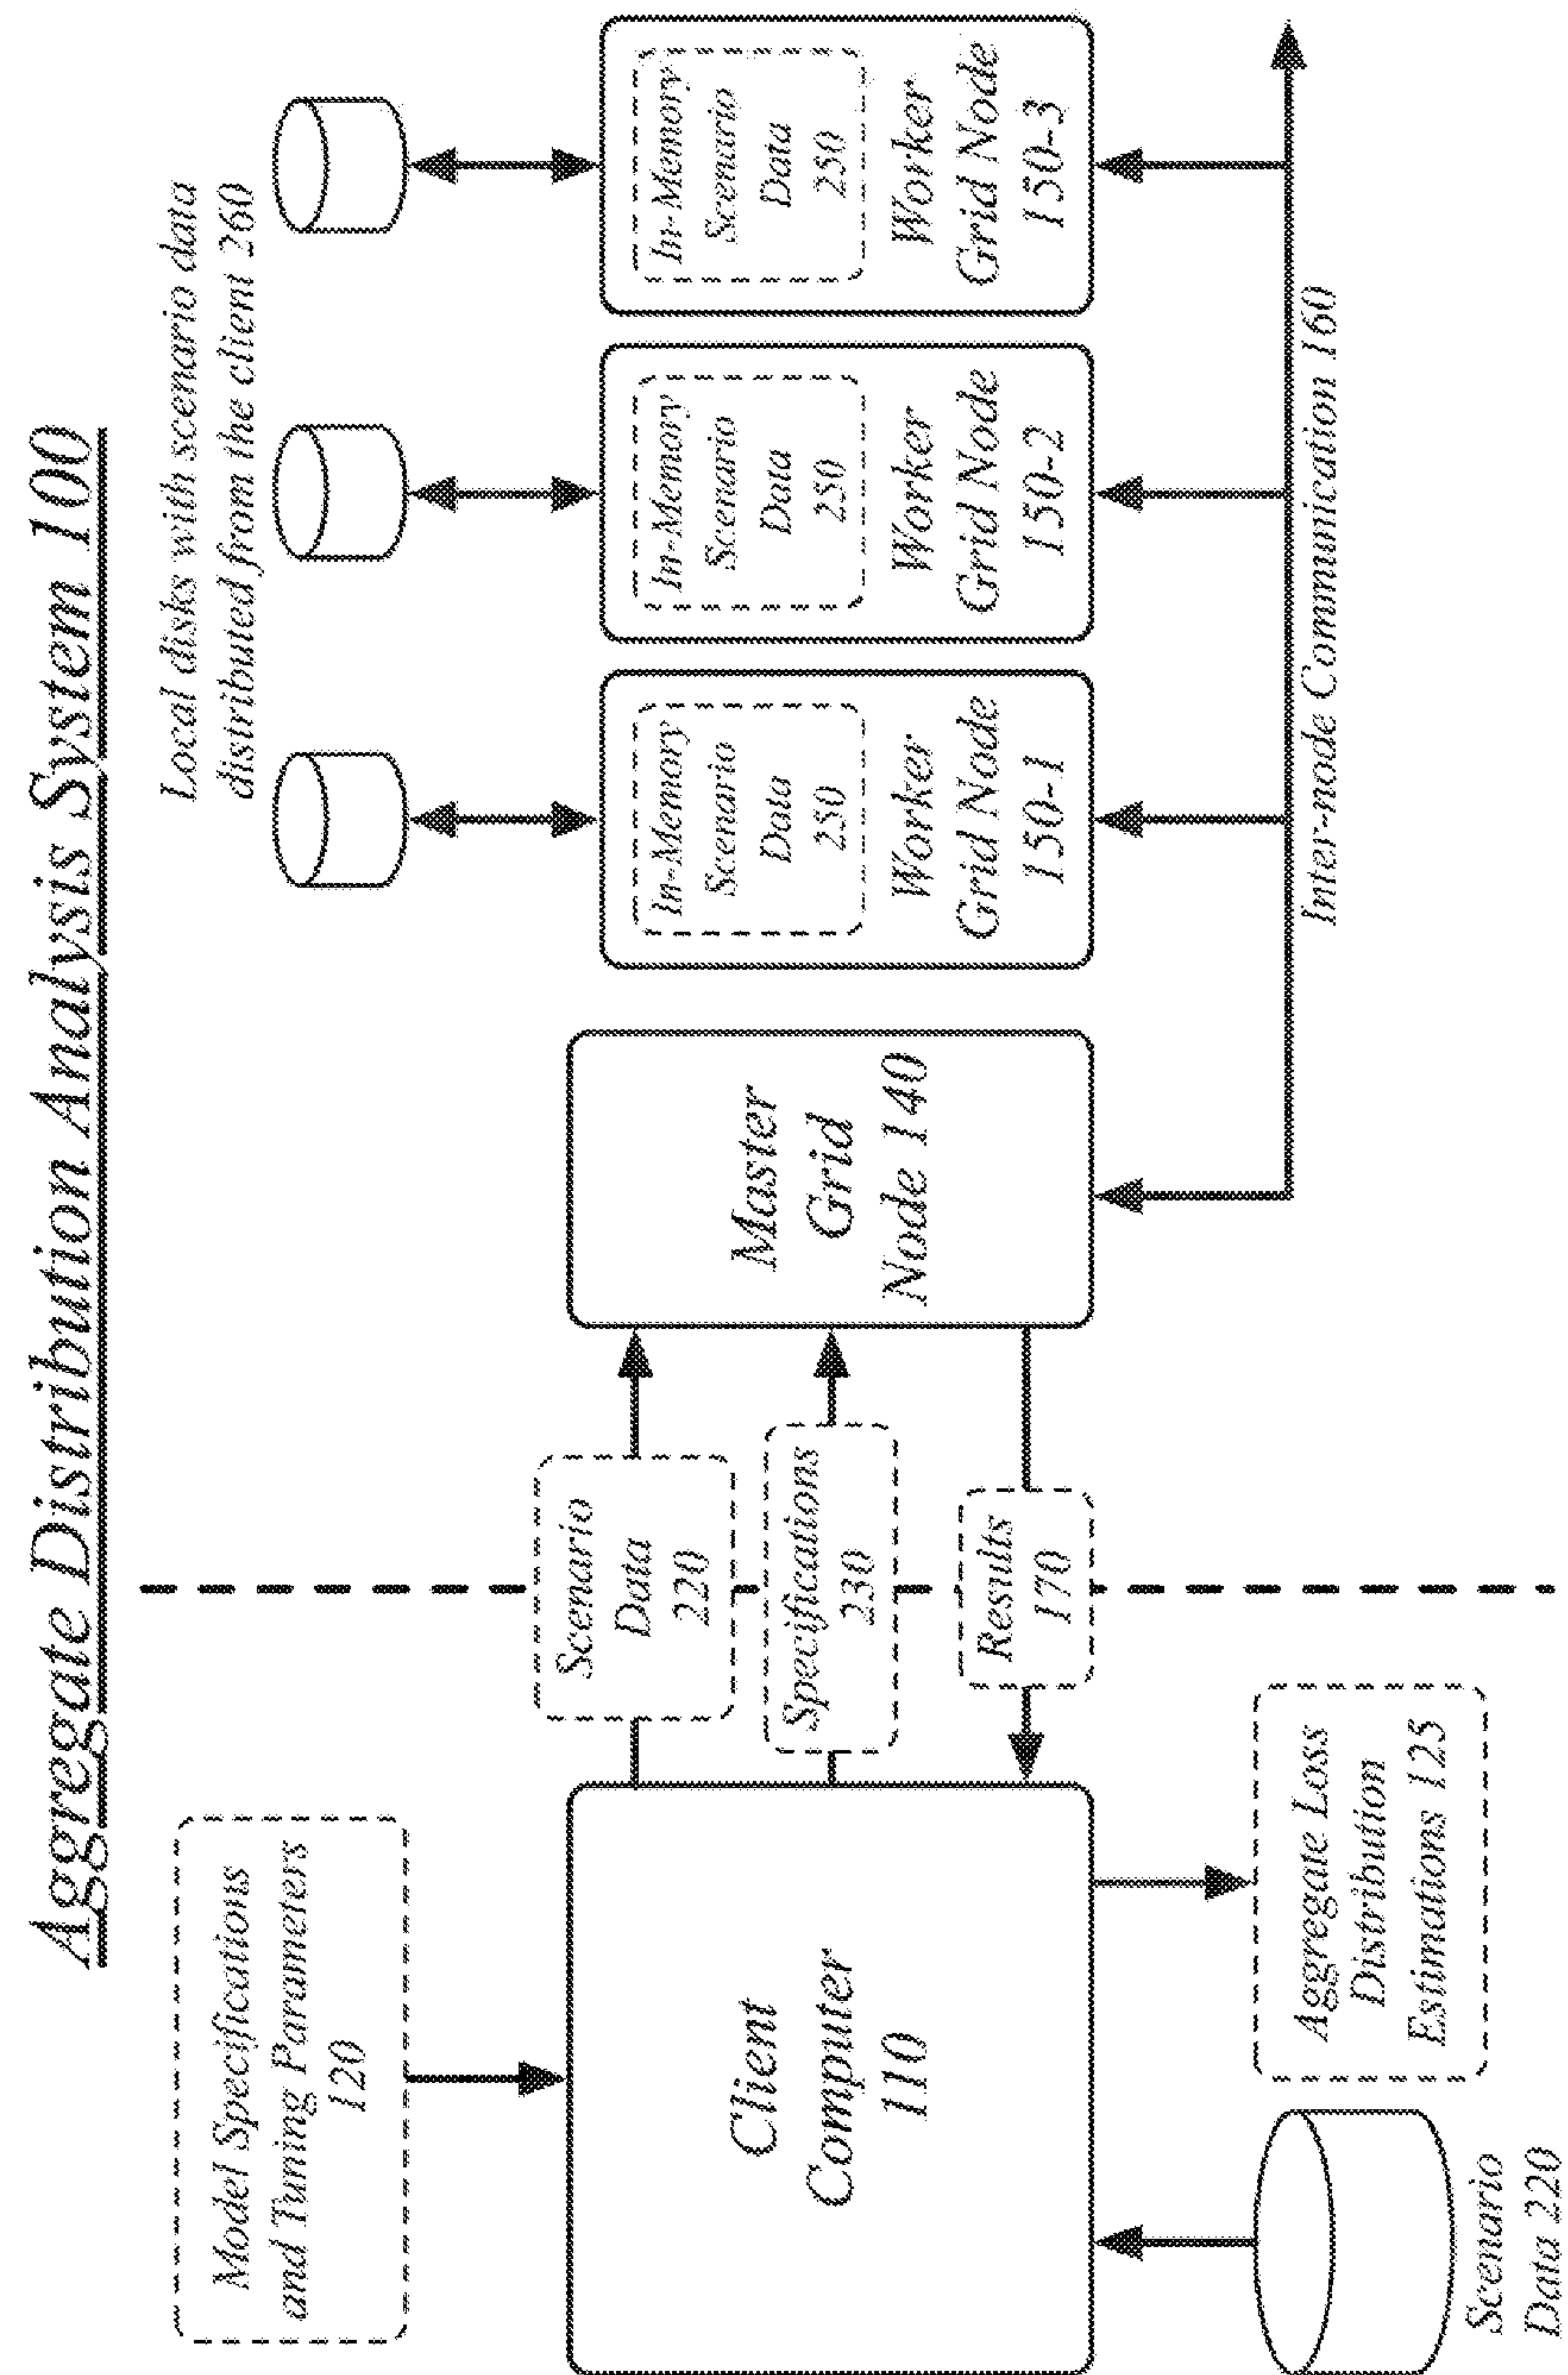 Aggregate Distribution Analysis System 100
Local disks with scenario data
distributed from the client 260
Model Specifications
and Tuning Parameters
120
Client
Computer
110
Scenario
Data 220
Aggregate Loss
Distribution
Estimations 125
Scenario
Data
220
Specifications
230
Results
170
Master
Grid
Node 140
In-Memory
Scenario
Data
250
Worker
Grid Node
150-1
In-Memory
Scenario
Data
250
Worker
Grid Node
150-2
In-Memory
Scenario
Data
250
Worker
Grid Node
150-3
Inter-node Communication 160